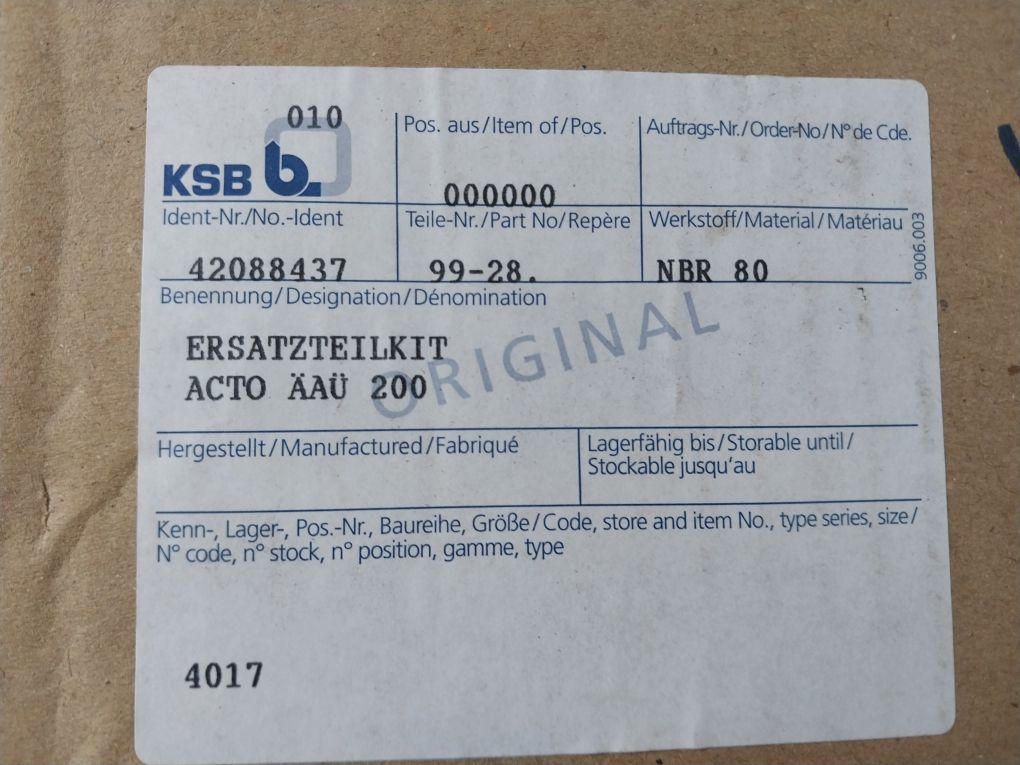 010
KSB b
Pos. aus/Item of/Pos.
000000
Auftrags-Nr./Order-No/N° de Cde.
Ident-Nr./No.-Ident
42088437
Teile-Nr./Part No/Repère
99-28.
Werkstoff/Material/Matériau
NBR 80
9006.003
Benennung/Designation/Dénomination
ERSATZTEILKIT
ACTO ÄAÜ 200
ORIGINAL
Hergestellt/Manufactured/Fabriqué
Lagerfähig bis/Storable until/
Stockable jusqu'au
Kenn-, Lager-, Pos.-Nr., Baureihe, Größe/Code, store and item No., type series, size/
N° code, n° stock, n° position, gamme, type
4017